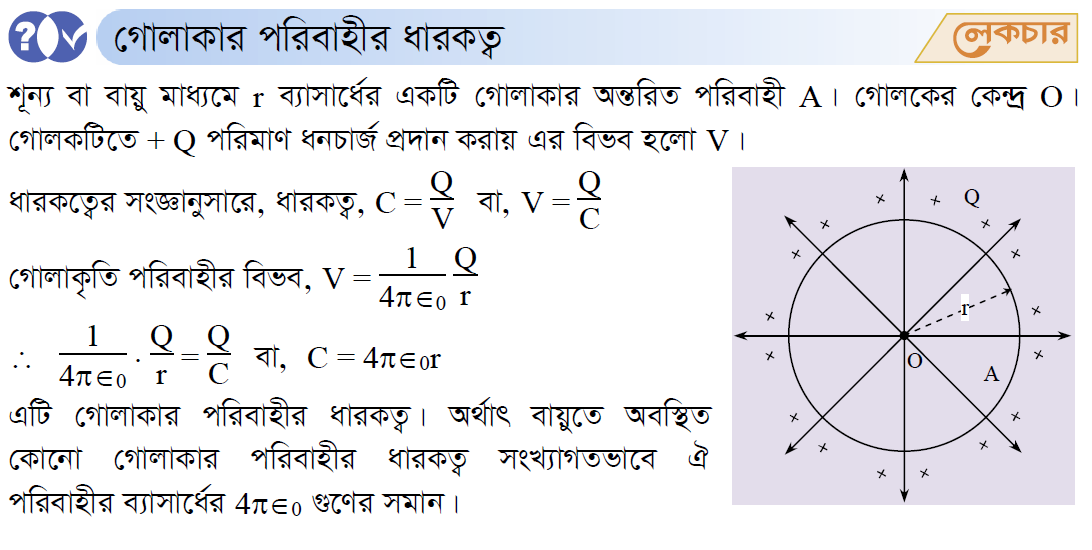 গোলাকার পরিবাহীর ধারকত্ব
লেকচার
শূন্য বা বায়ু মাধ্যমে r ব্যাসার্ধের একটি গোলাকার অন্তরিত পরিবাহী A। গোলকের কেন্দ্র O।
গোলকটিতে + Q পরিমাণ ধনচার্জ প্রদান করায় এর বিভব হলো V।
ধারকত্বের সংজ্ঞানুসারে, ধারকত্ব, C = Q/V বা, V = Q/C
গোলাকৃতি পরিবাহীর বিভব, V = 1/4π∈₀ Q/r
∴ 1/4π∈₀ · Q/r = Q/C বা, C = 4π∈₀r
এটি গোলাকার পরিবাহীর ধারকত্ব। অর্থাৎ বায়ুতে অবস্থিত
কোনো গোলাকার পরিবাহীর ধারকত্ব সংখ্যাগতভাবে ঐ
পরিবাহীর ব্যাসার্ধের 4π∈₀ গুণের সমান।
Q
r
O
A